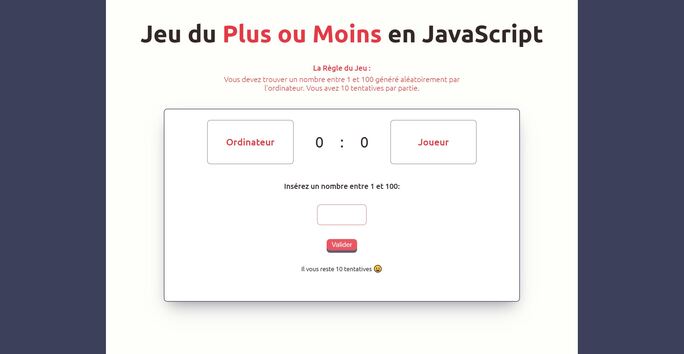 Jeu du Plus ou Moins en JavaScript
La Règle du Jeu :
Vous devez trouver un nombre entre 1 et 100 généré aléatoirement par
l'ordinateur. Vous avez 10 tentatives par partie.
Ordinateur 0 : 0 Joueur
Insérez un nombre entre 1 et 100:
Valider
Il vous reste 10 tentatives 😀